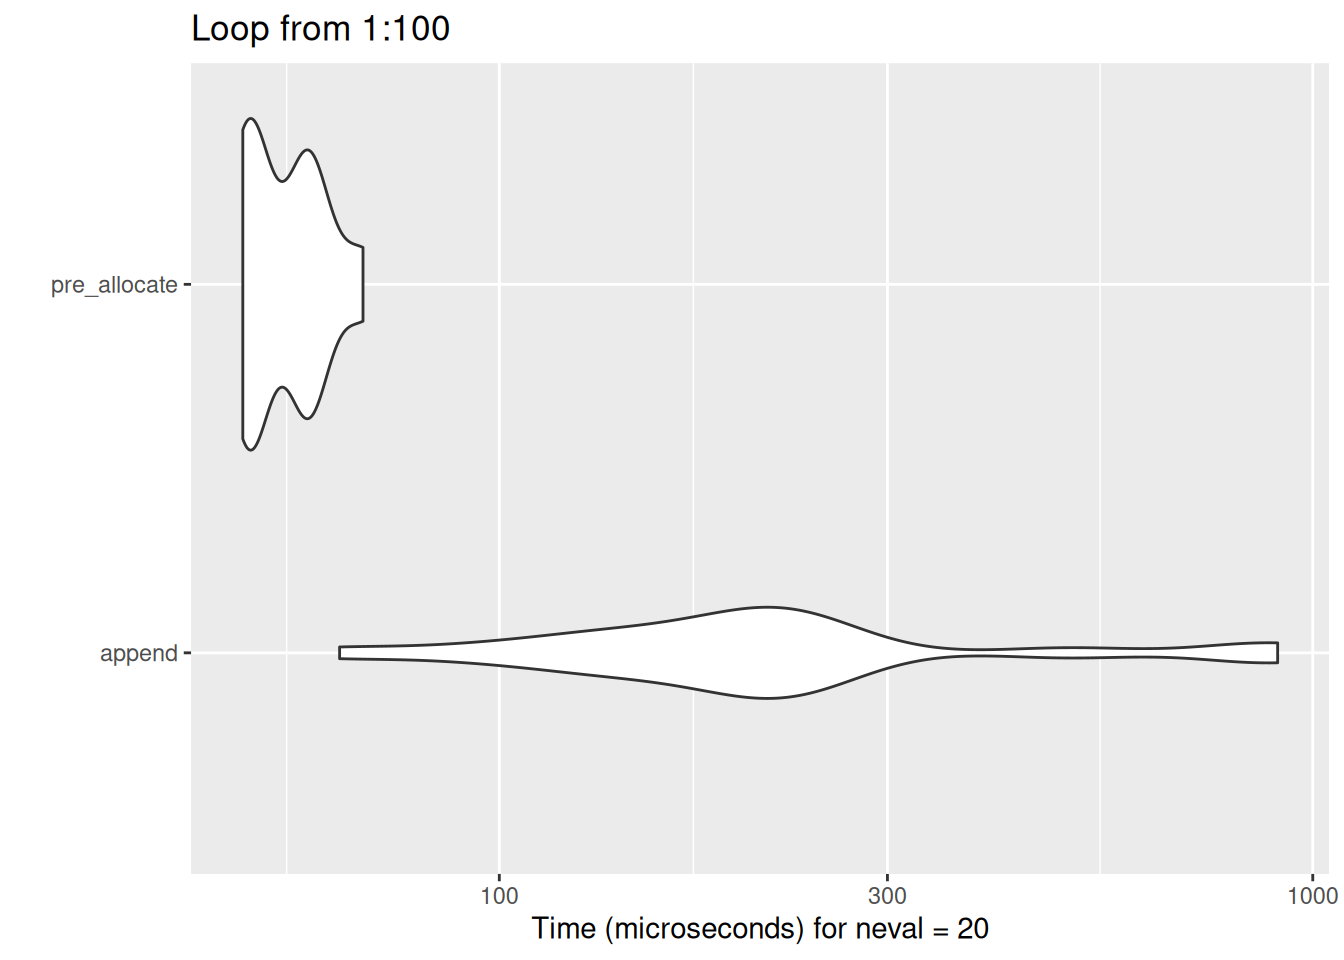 Loop from 1:100
pre_allocate
append
100
300
1000
Time (microseconds) for neval = 20